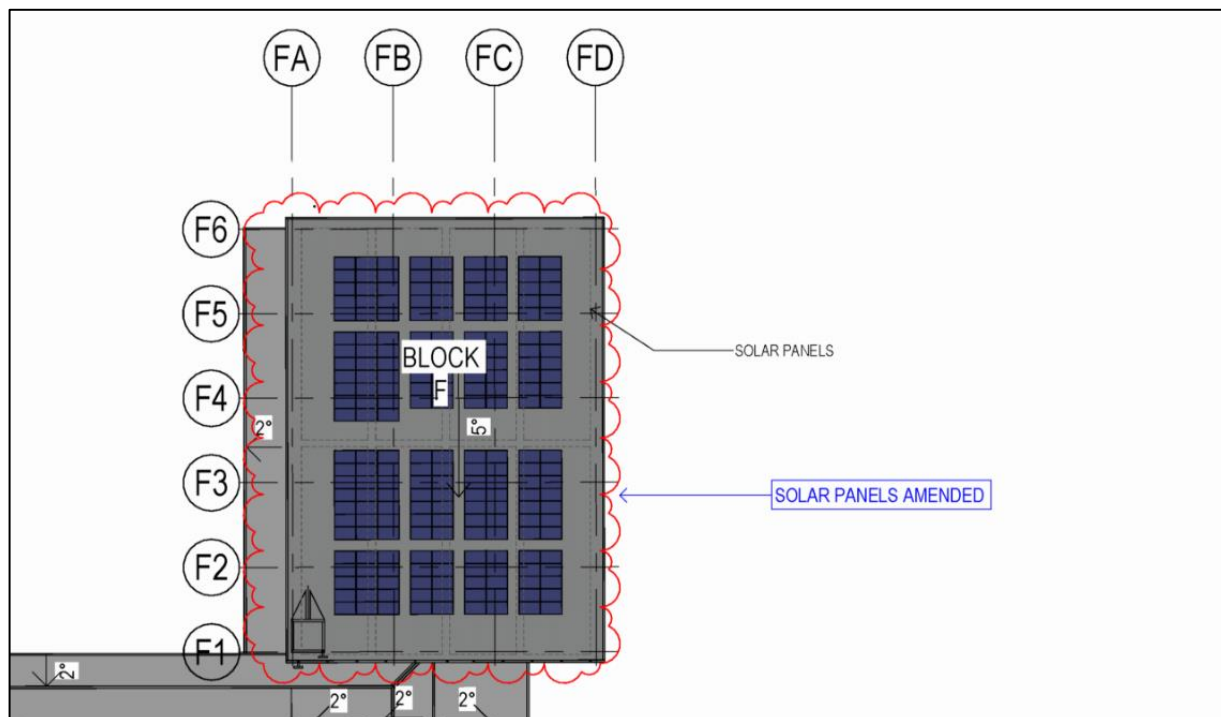 FA FB FC FD
F6
F5
SOLAR PANELS
BLOCK
F
F4
2°
5°
F3
SOLAR PANELS AMENDED
F2
F1
2°
2° 2° 2°